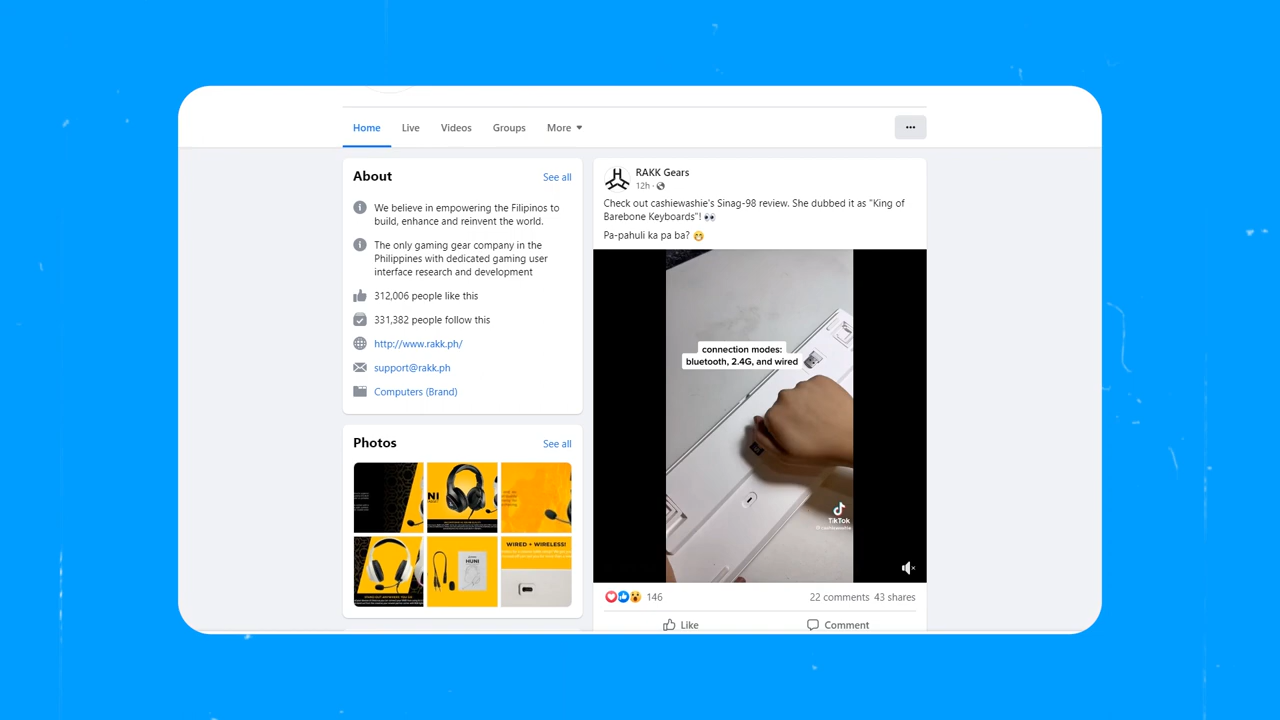 Home
Live
Videos
Groups
More
About
See all
We believe in empowering the Filipinos to
build, enhance and reinvent the world.
The only gaming gear company in the
Philippines with dedicated gaming user
interface research and development
312,006 people like this
331,382 people follow this
http://www.rakk.ph/
support@rakk.ph
Computers (Brand)
Photos
See all
NI
WIRED + WIRELESS!
HUNI
RAKK Gears
12h ·
Check out cashiewashie's Sinag-98 review. She dubbed it as "King of
Barebone Keyboards"! 👀
Pa-pahuli ka pa ba? 🤭
connection modes:
bluetooth, 2.4G, and wired
TikTok
146
22 comments
43 shares
Like
Comment